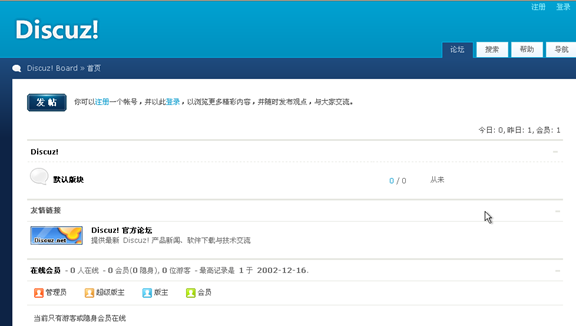 注册 登录
Discuz!
论坛 搜索 帮助 导航
Discuz! Board » 首页
发帖 你可以注册一个帐号，并以此登录，以浏览更多精彩内容，并随时发布观点，与大家交流。
今日: 0, 昨日: 1, 会员: 1
Discuz!
默认版块 0 / 0 从未
友情链接
Discuz! 官方论坛
Discuz.net 提供最新 Discuz! 产品新闻、软件下载与技术交流
在线会员 - 0 人在线 - 0 会员(0 隐身), 0 位游客 - 最高记录是 1 于 2002-12-16.
管理员 超级版主 版主 会员
当前只有游客或隐身会员在线